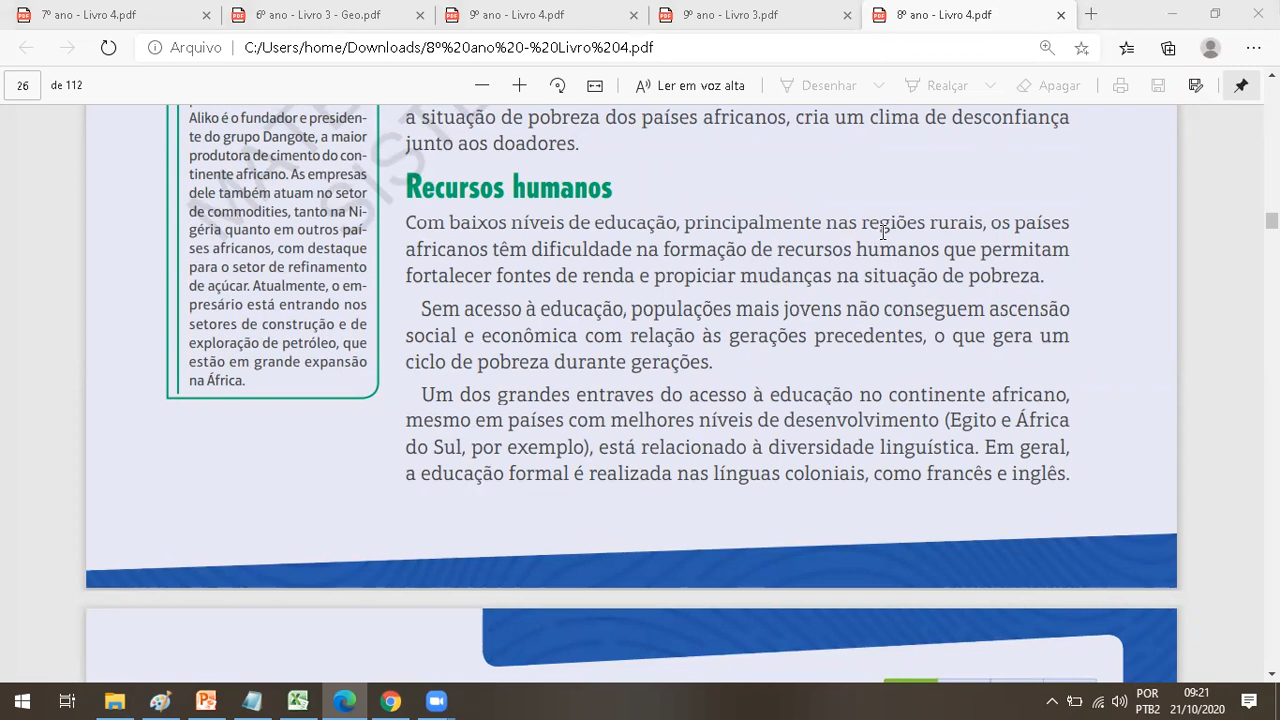 7º ano - Livro 4.pdf
6º ano - Livro 3 - Geo.pdf
9º ano - Livro 4.pdf
9º ano - Livro 3.pdf
8º ano - Livro 4.pdf
Arquivo
C:/Users/home/Downloads/8º%20ano%20-%20Livro%204.pdf
26
de 112
Ler em voz alta
Desenhar
Realçar
Apagar
Aliko é o fundador e presiden-
te do grupo Dangote, a maior
produtora de cimento do con-
tinente africano. As empresas
dele também atuam no setor
de commodities, tanto na Ni-
géria quanto em outros paí-
ses africanos, com destaque
para o setor de refinamento
de açúcar. Atualmente, o em-
presário está entrando nos
setores de construção e de
exploração de petróleo, que
estão em grande expansão
na África.
a situação de pobreza dos países africanos, cria um clima de desconfiança
junto aos doadores.
Recursos humanos
Com baixos níveis de educação, principalmente nas regiões rurais, os países
africanos têm dificuldade na formação de recursos humanos que permitam
fortalecer fontes de renda e propiciar mudanças na situação de pobreza.
Sem acesso à educação, populações mais jovens não conseguem ascensão
social e econômica com relação às gerações precedentes, o que gera um
ciclo de pobreza durante gerações.
Um dos grandes entraves do acesso à educação no continente africano,
mesmo em países com melhores níveis de desenvolvimento (Egito e África
do Sul, por exemplo), está relacionado à diversidade linguística. Em geral,
a educação formal é realizada nas línguas coloniais, como francês e inglês.
POR
PTB2
09:21
21/10/2020